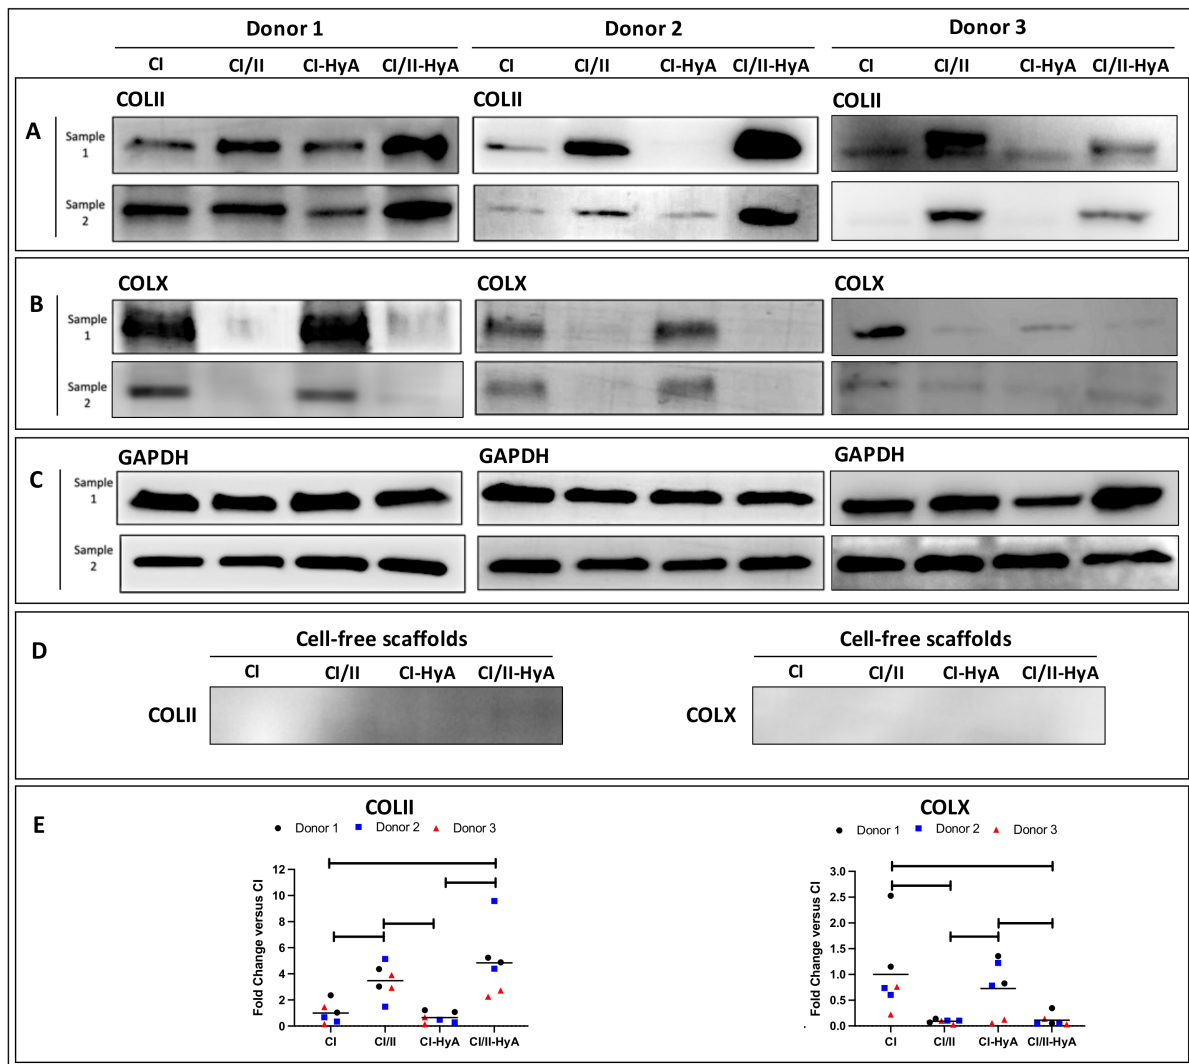 Donor 1 Donor 2 Donor 3
CI CI/II CI-HyA CI/II-HyA CI CI/II CI-HyA CI/II-HyA CI CI/II CI-HyA CI/II-HyA
A
COLII COLII COLII
Sample
1
Sample
2
B
COLX COLX COLX
Sample
1
Sample
2
C
GAPDH GAPDH GAPDH
Sample
1
Sample
2
D
Cell-free scaffolds Cell-free scaffolds
CI CI/II CI-HyA CI/II-HyA CI CI/II CI-HyA CI/II-HyA
COLII COLX
E
COLII
Donor 1 Donor 2 Donor 3
Fold Change versus CI
12
10
8
6
4
2
0
CI CI/II CI-HyA CI/II-HyA
COLX
Donor 1 Donor 2 Donor 3
Fold Change versus CI
3.0
2.5
2.0
1.5
1.0
0.5
0.0
CI CI/II CI-HyA CI/II-HyA